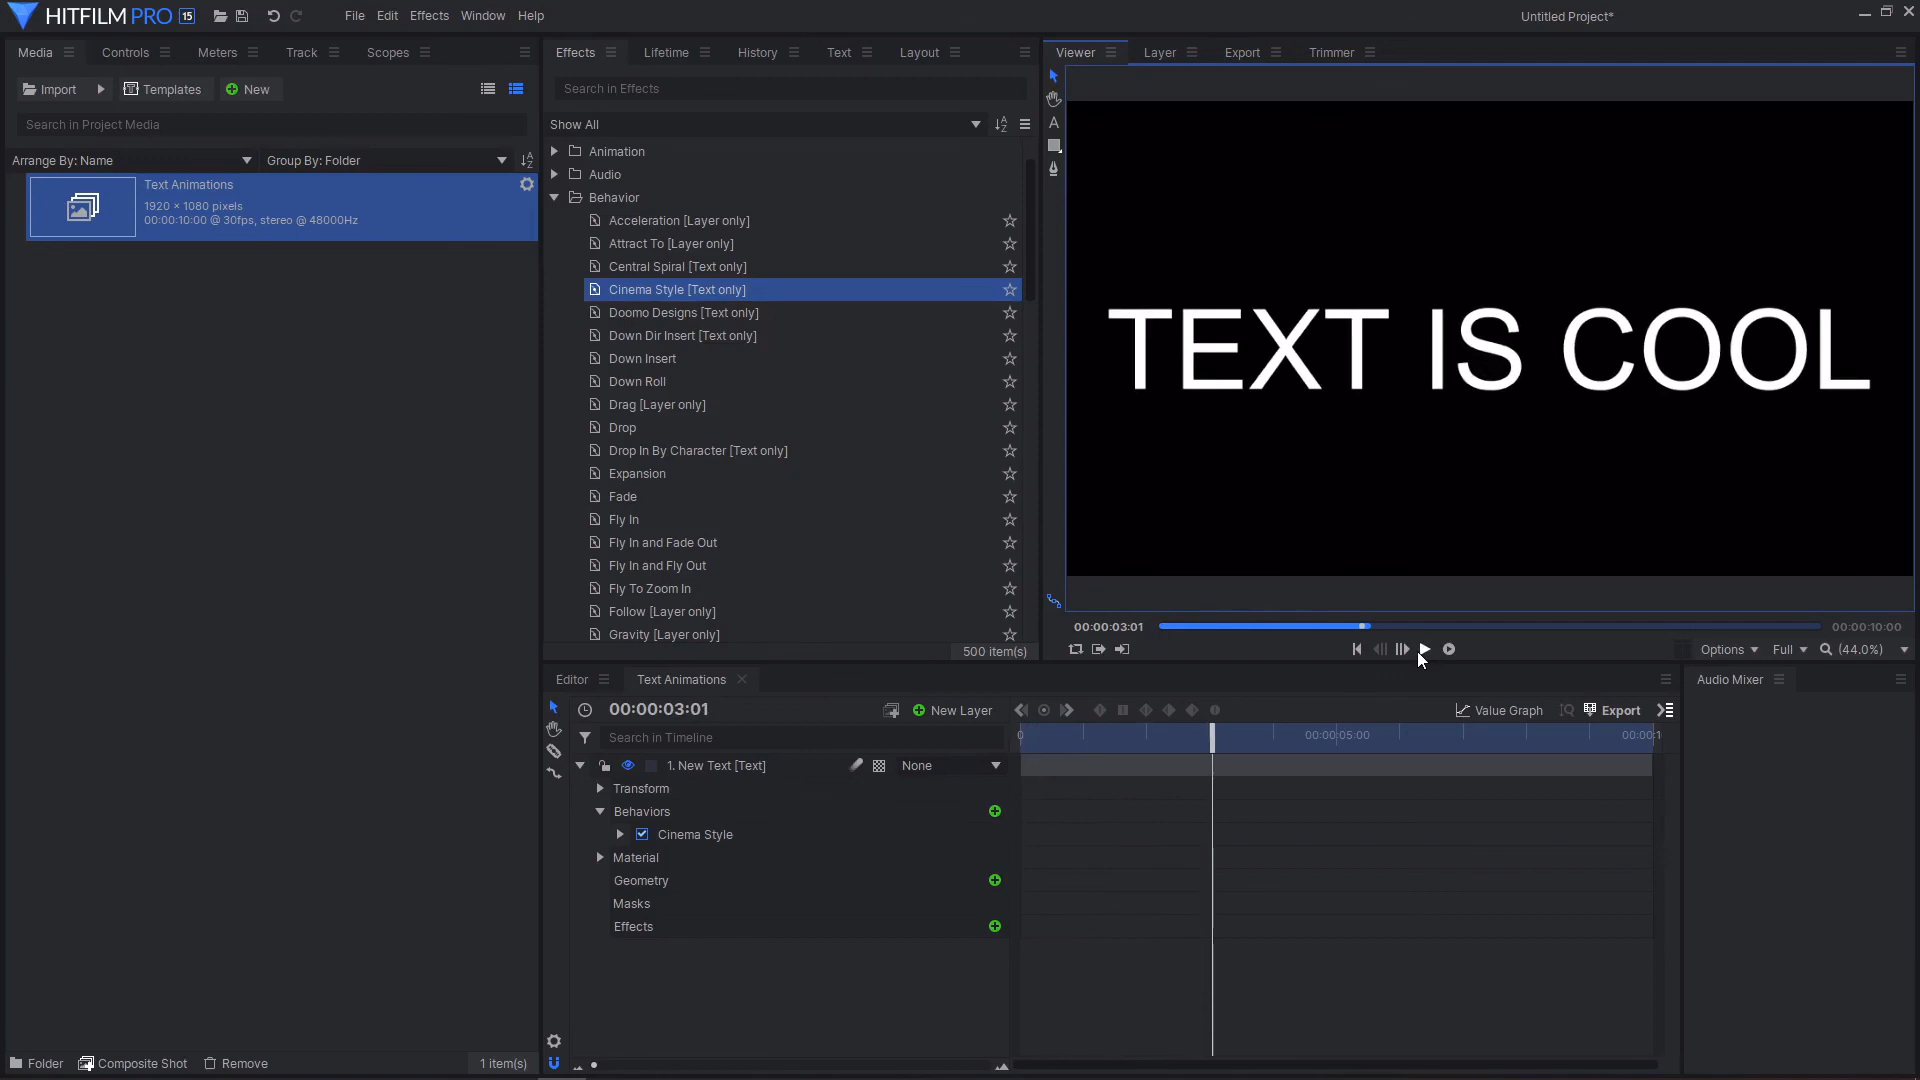 HITFILM PRO 15
File Edit Effects Window Help
Untitled Project*
Media Controls Meters Track Scopes
Import Templates New
Search in Project Media
Arrange By: Name Group By: Folder
Text Animations
1920 × 1080 pixels
00:00:10:00 @ 30fps, stereo @ 48000Hz
Folder Composite Shot Remove 1 item(s)
Effects Lifetime History Text Layout
Search in Effects
Show All
Animation
Audio
Behavior
Acceleration [Layer only]
Attract To [Layer only]
Central Spiral [Text only]
Cinema Style [Text only]
Doomo Designs [Text only]
Down Dir Insert [Text only]
Down Insert
Down Roll
Drag [Layer only]
Drop
Drop In By Character [Text only]
Expansion
Fade
Fly In
Fly In and Fade Out
Fly In and Fly Out
Fly To Zoom In
Follow [Layer only]
Gravity [Layer only]
500 item(s)
Viewer Layer Export Trimmer
A
TEXT IS COOL
00:00:03:01 00:00:10:00
Options Full (44.0%)
Editor Text Animations
00:00:03:01 New Layer Value Graph Export
Search in Timeline
0 00:00:05:00 00:00:1
1. New Text [Text] None
Transform
Behaviors
Cinema Style
Material
Geometry
Masks
Effects
Audio Mixer